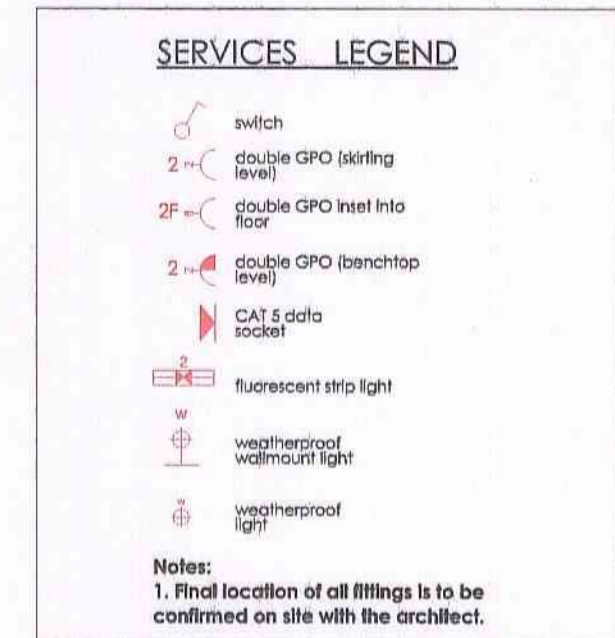 SERVICES LEGEND
switch
2 double GPO (skirting
level)
2F double GPO inset into
floor
2 double GPO (benchtop
level)
CAT 5 data
socket
2
fluorescent strip light
W
weatherproof
wallmount light
w
weatherproof
light
Notes:
1. Final location of all fittings is to be
confirmed on site with the architect.